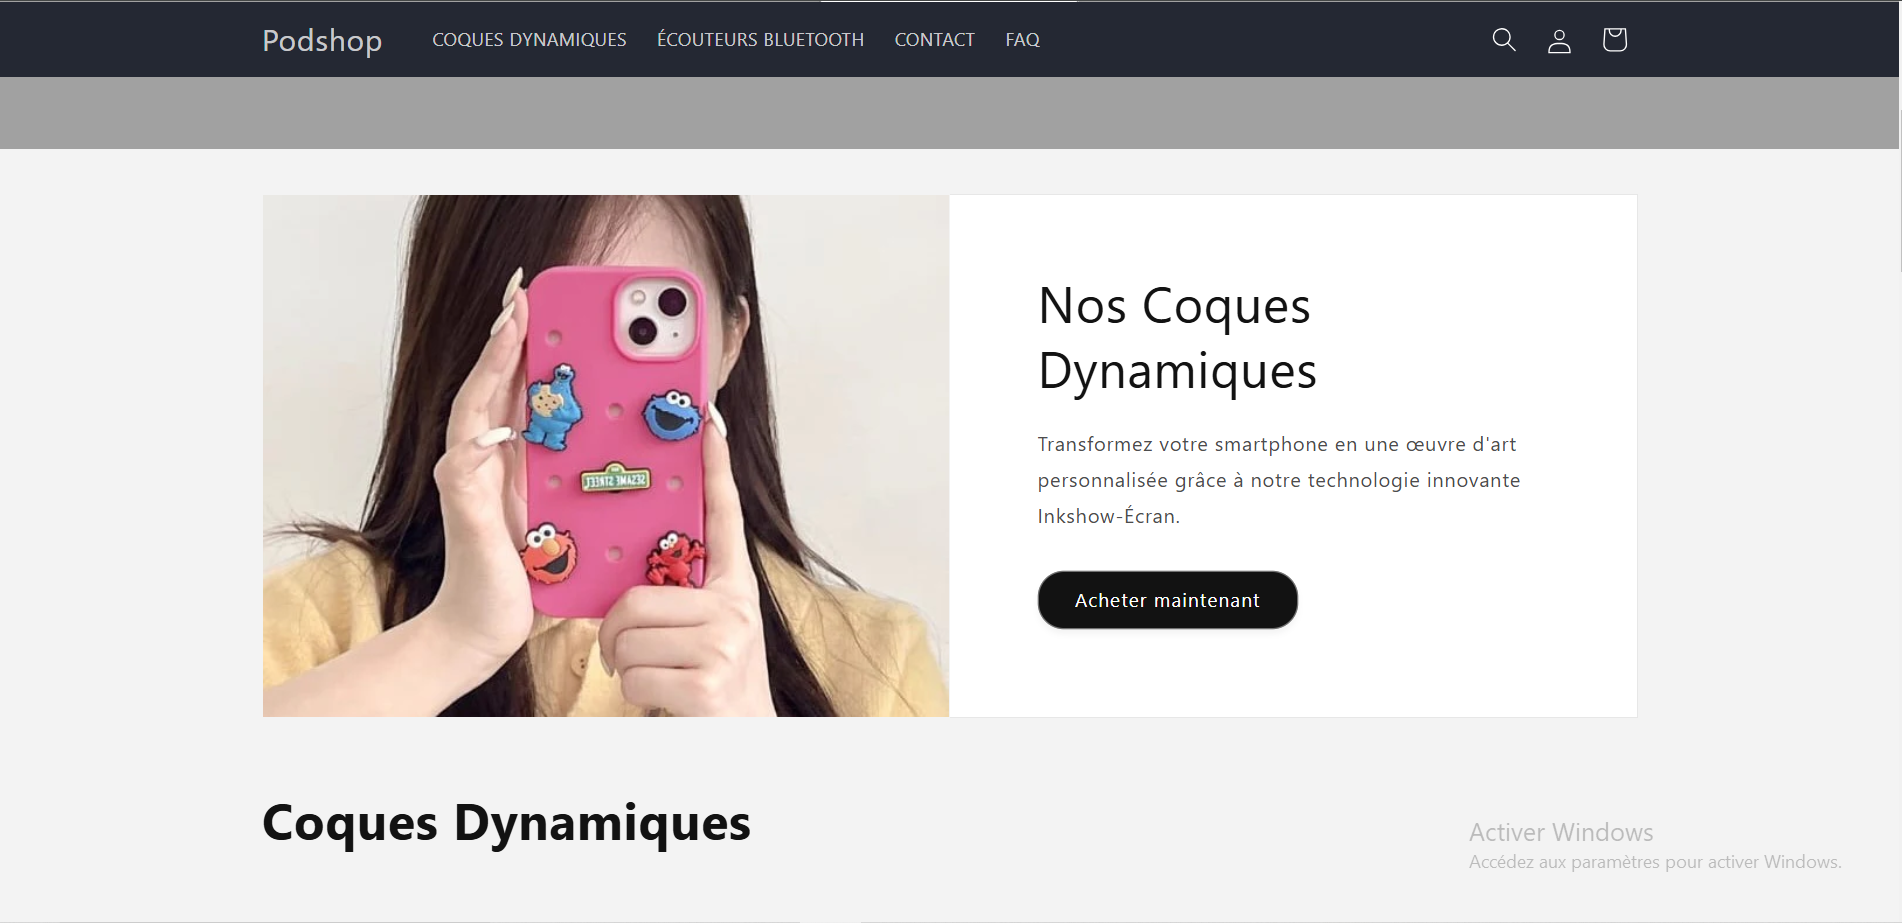 Podshop COQUES DYNAMIQUES ÉCOUTEURS BLUETOOTH CONTACT FAQ
SESAME STREET
Nos Coques
Dynamiques
Transformez votre smartphone en une œuvre d'art
personnalisée grâce à notre technologie innovante
Inkshow-Écran.
Acheter maintenant
Coques Dynamiques
Activer Windows
Accédez aux paramètres pour activer Windows.